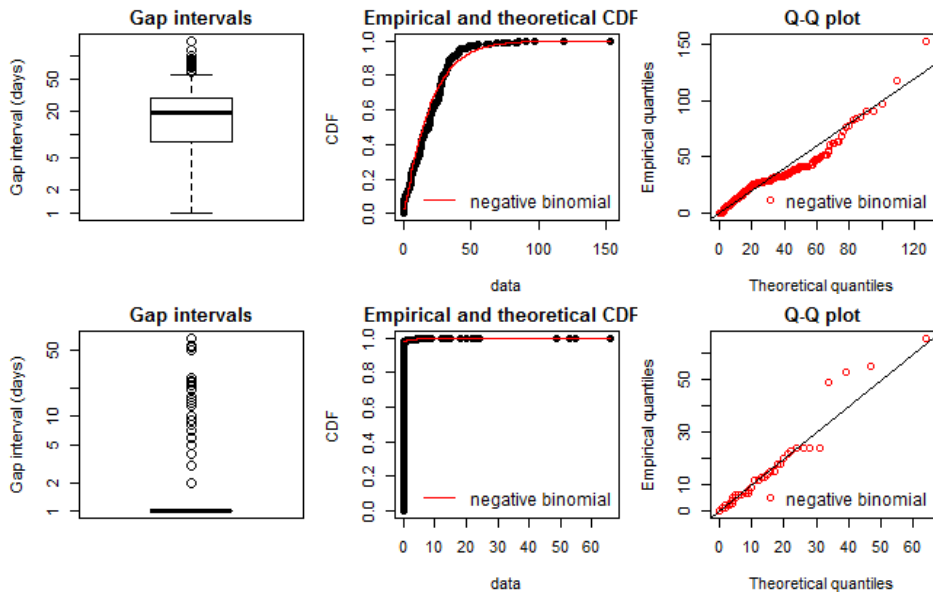 Gap intervals
Empirical and theoretical CDF
Q-Q plot
Gap interval (days)
50
20
5
2
1
CDF
1.0
0.8
0.6
0.4
0.2
0.0
negative binomial
0 50 100 150
data
Empirical quantiles
150
100
50
0
negative binomial
0 20 40 60 80 120
Theoretical quantiles
Gap intervals
Empirical and theoretical CDF
Q-Q plot
Gap interval (days)
50
20
10
5
2
1
CDF
1.0
0.8
0.6
0.4
0.2
0.0
negative binomial
0 10 20 30 40 50 60
data
Empirical quantiles
50
30
10
0
negative binomial
0 10 20 30 40 50 60
Theoretical quantiles